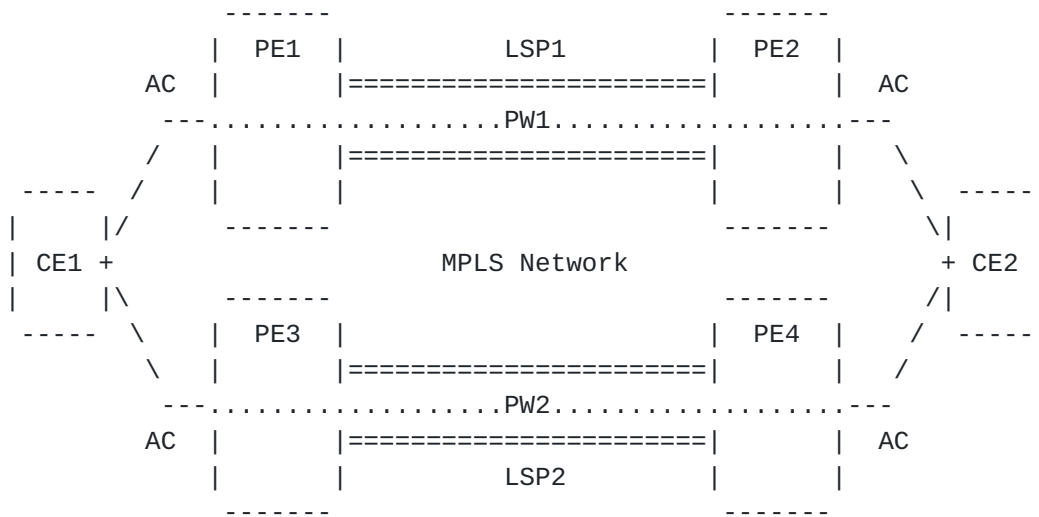 PE1 LSP1 PE2
AC AC
PW1
CE1 MPLS Network CE2
PE3 PE4
PW2
AC AC
LSP2